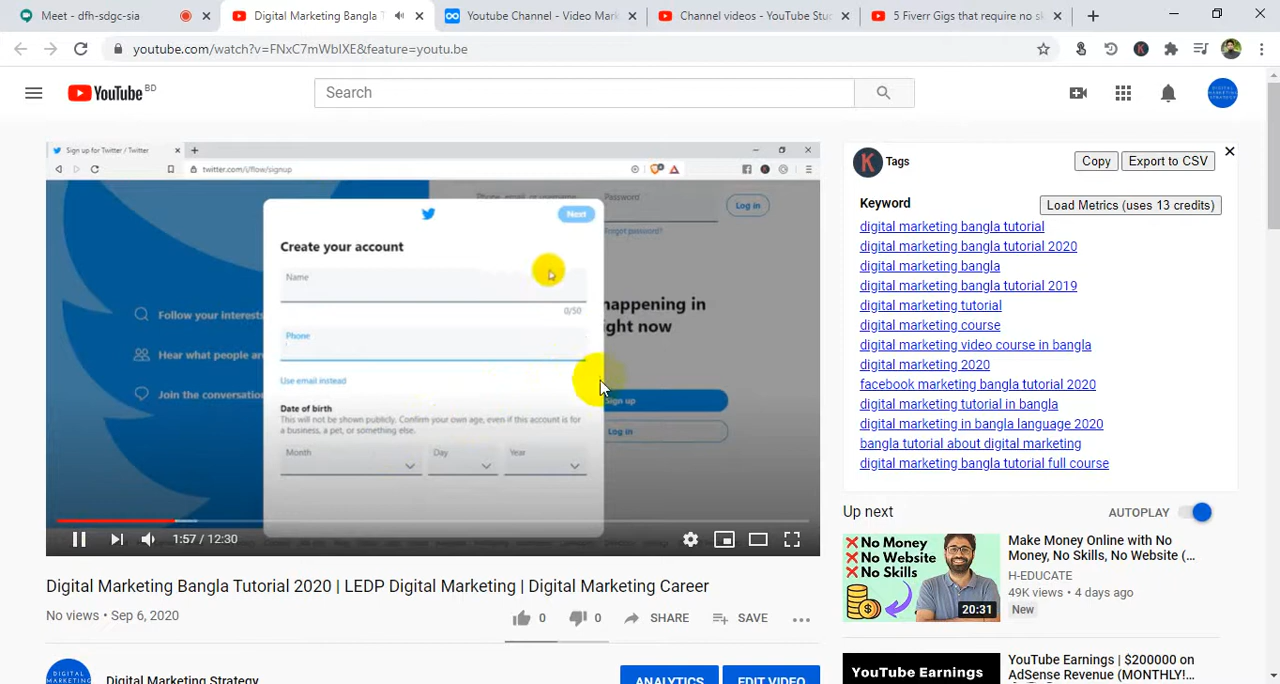 Meet - dfh-sdgc-sia
Digital Marketing Bangla T
Youtube Channel - Video Mar
Channel videos - YouTube Stu
5 Fiverr Gigs that require no sk
youtube.com/watch?v=FNxC7mWblXE&feature=youtu.be
YouTube BD
Search
Sign up for Twitter / Twitter
twitter.com/i/flow/signup
Phone, email, or username
Password
Log in
Forgot password?
Next
Create your account
Name
0/50
Phone
Use email instead
Date of birth
This will not be shown publicly. Confirm your own age, even if this account is for
a business, a pet, or something else.
Month
Day
Year
Follow your interests
Hear what people are
Join the conversation
happening in
ight now
Sign up
Log in
1:57 / 12:30
Digital Marketing Bangla Tutorial 2020 | LEDP Digital Marketing | Digital Marketing Career
No views • Sep 6, 2020
0
0
SHARE
SAVE
DIGITAL
MARKETING
Digital Marketing Strategy
ANALYTICS
EDIT VIDEO
K
Tags
Copy
Export to CSV
Keyword
Load Metrics (uses 13 credits)
digital marketing bangla tutorial
digital marketing bangla tutorial 2020
digital marketing bangla
digital marketing bangla tutorial 2019
digital marketing tutorial
digital marketing course
digital marketing video course in bangla
digital marketing 2020
facebook marketing bangla tutorial 2020
digital marketing tutorial in bangla
digital marketing in bangla language 2020
bangla tutorial about digital marketing
digital marketing bangla tutorial full course
Up next
AUTOPLAY
No Money
No Website
No Skills
20:31
Make Money Online with No
Money, No Skills, No Website (...
H-EDUCATE
49K views • 4 days ago
New
YouTube Earnings
YouTube Earnings | $200000 on
AdSense Revenue (MONTHLY!...